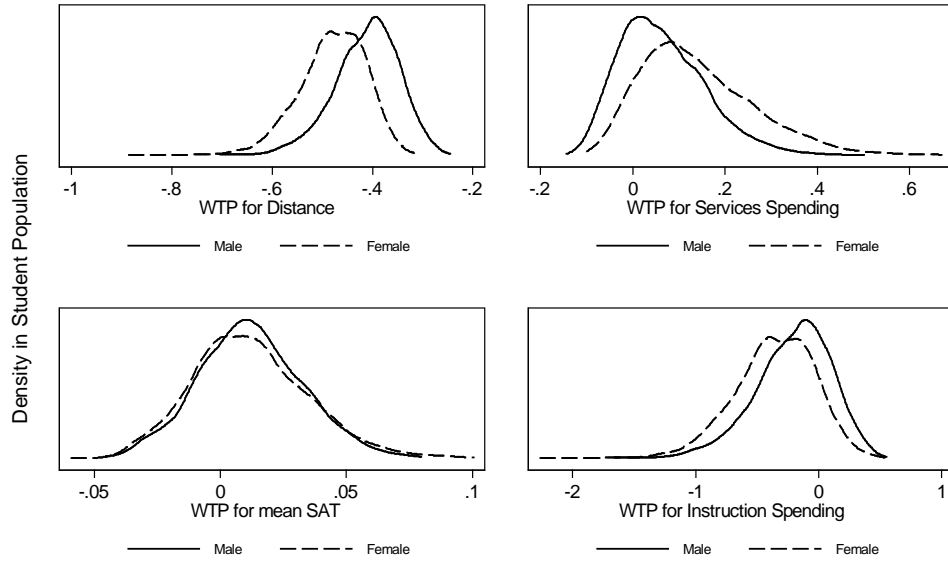 Density in Student Population
-1 -.8 -.6 -.4 -.2
WTP for Distance
Male Female
-.2 0 .2 .4 .6
WTP for Services Spending
Male Female
-.05 0 .05 .1
WTP for mean SAT
Male Female
-2 -1 0 1
WTP for Instruction Spending
Male Female